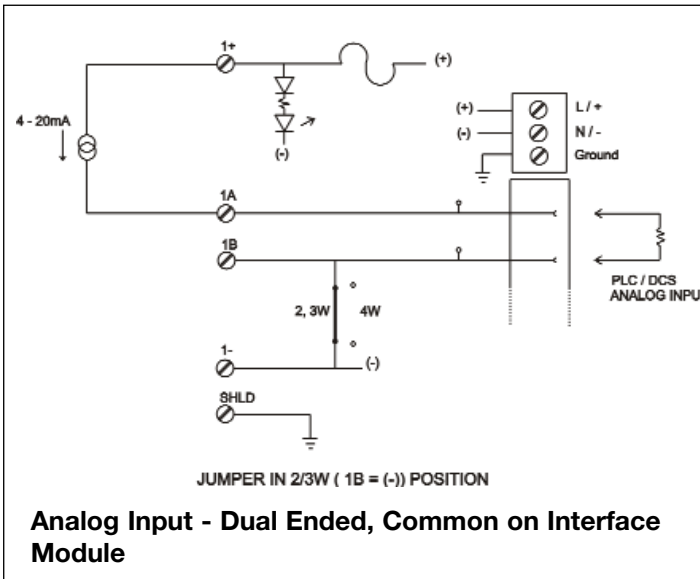 1+
(+)
4 - 20mA
(-)
(+)
L / +
(-)
N / -
Ground
1A
1B
PLC / DCS
ANALOG INPU
2, 3W
4W
1-
(-)
SHLD
JUMPER IN 2/3W ( 1B = (-)) POSITION
Analog Input - Dual Ended, Common on Interface
Module